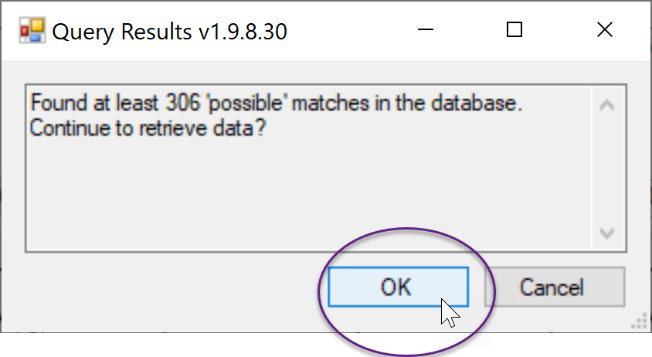 Query Results v1.9.8.30
Found at least 306 'possible' matches in the database.
Continue to retrieve data?
OK
Cancel